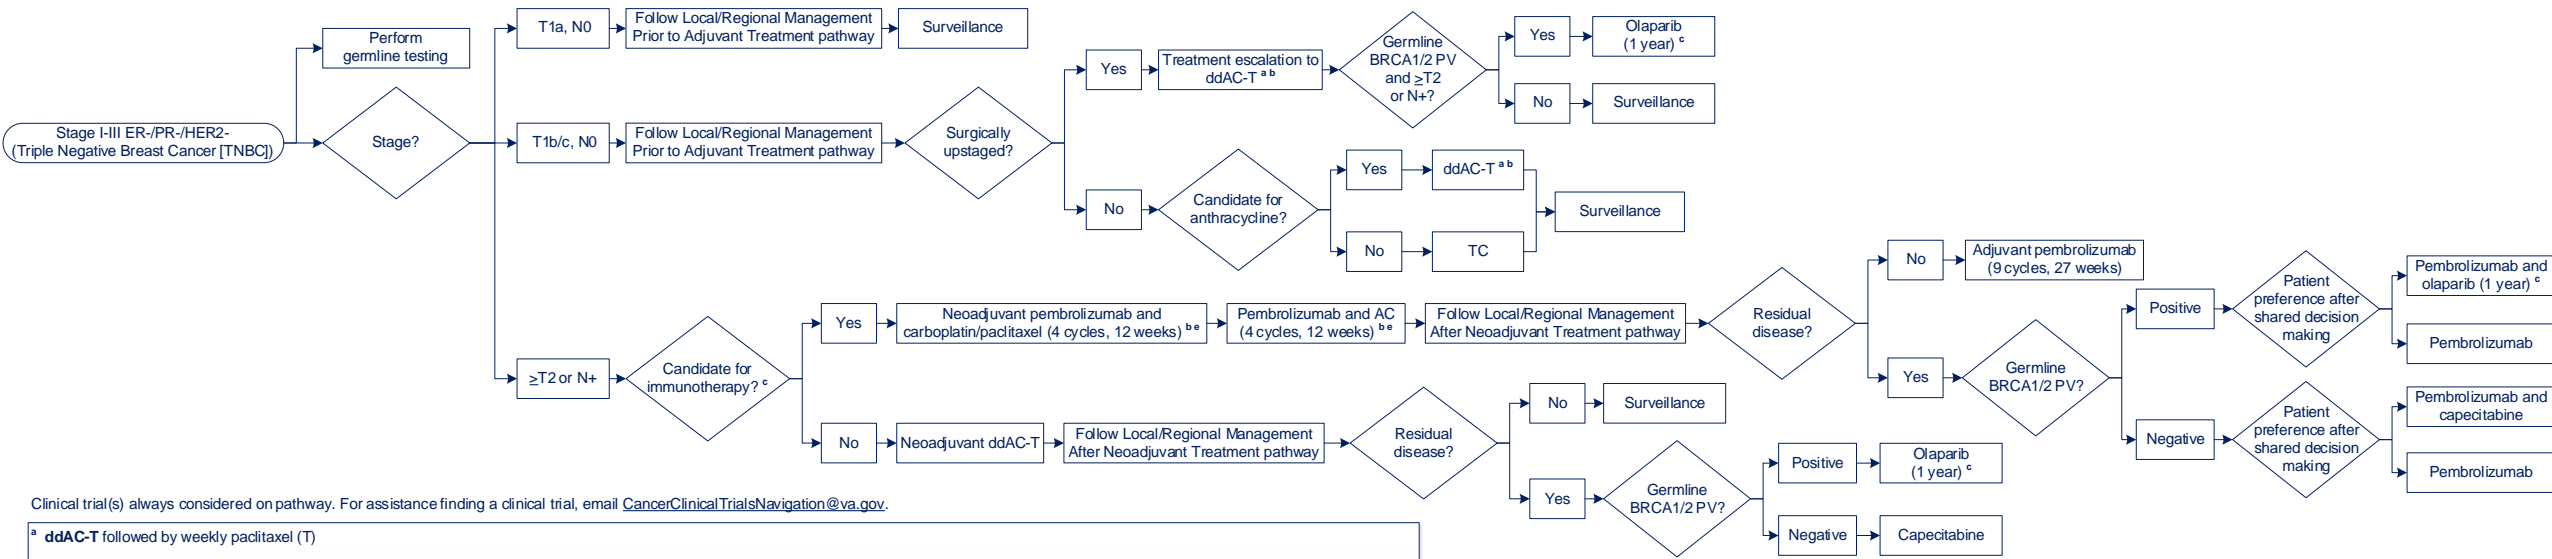 Perform
germline testing
Stage I-III ER-/PR-/HER2-
(Triple Negative Breast Cancer [TNBC])
Stage?
T1a, N0
Follow Local/Regional Management
Prior to Adjuvant Treatment pathway
Surveillance
T1b/c, N0
Follow Local/Regional Management
Prior to Adjuvant Treatment pathway
Surgically
upstaged?
Yes
Treatment escalation to
ddAC-T a b
Germline
BRCA1/2 PV
and ≥T2
or N+?
Yes
Olaparib
(1 year) c
No
Surveillance
No
Candidate for
anthracycline?
Yes
ddAC-T a b
No
TC
Surveillance
≥T2 or N+
Candidate for
immunotherapy? c
Yes
Neoadjuvant pembrolizumab and
carboplatin/paclitaxel (4 cycles, 12 weeks) b e
Pembrolizumab and AC
(4 cycles, 12 weeks) b e
Follow Local/Regional Management
After Neoadjuvant Treatment pathway
Residual
disease?
No
Adjuvant pembrolizumab
(9 cycles, 27 weeks)
Yes
Germline
BRCA1/2 PV?
Positive
Patient
preference after
shared decision
making
Pembrolizumab and
olaparib (1 year) c
Pembrolizumab
Negative
Patient
preference after
shared decision
making
Pembrolizumab and
capecitabine
Pembrolizumab
No
Neoadjuvant ddAC-T
Follow Local/Regional Management
After Neoadjuvant Treatment pathway
Residual
disease?
No
Surveillance
Yes
Germline
BRCA1/2 PV?
Positive
Olaparib
(1 year) c
Negative
Capecitabine
Clinical trial(s) always considered on pathway. For assistance finding a clinical trial, email CancerClinicalTrialsNavigation@va.gov.
a ddAC-T followed by weekly paclitaxel (T)